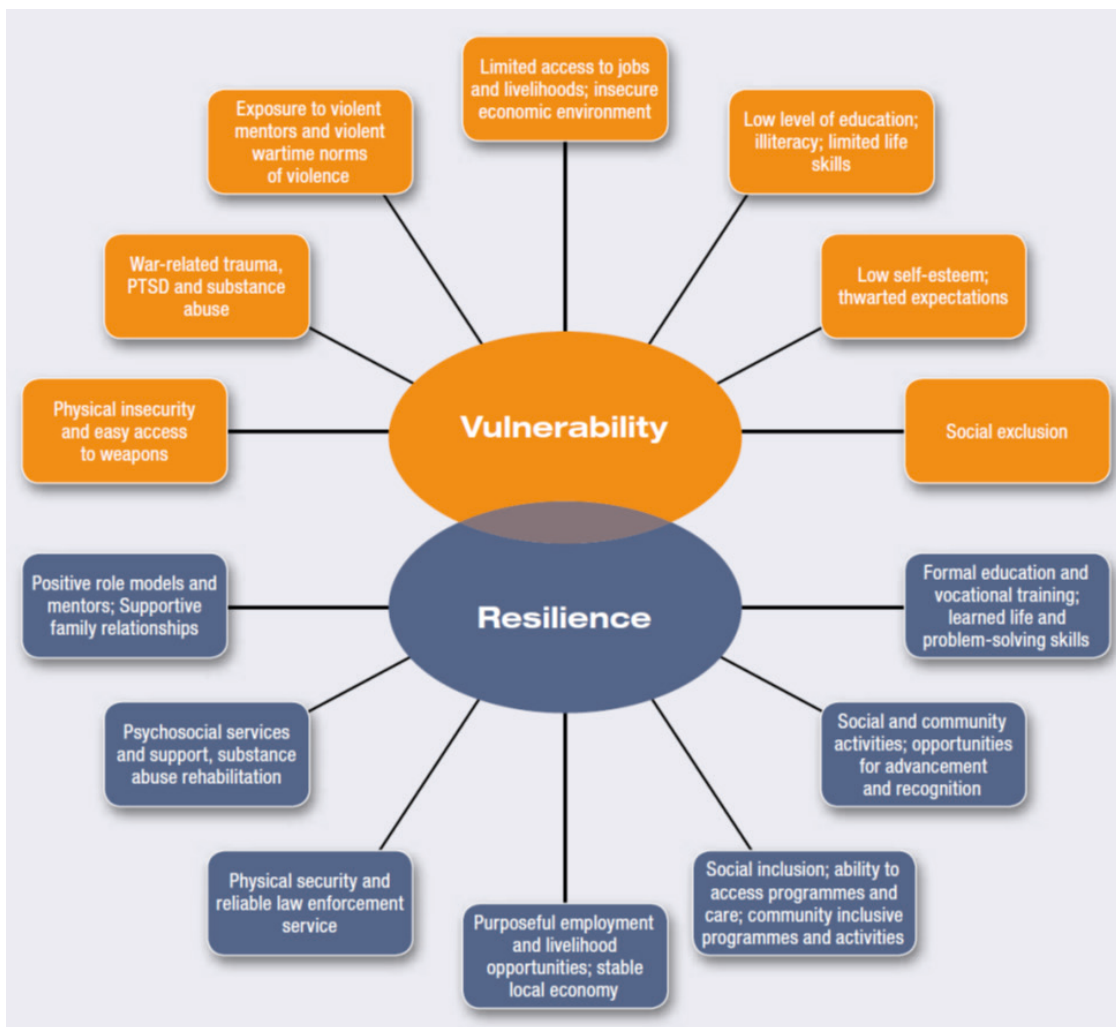 Limited access to jobs
and livelihoods; insecure
economic environment
Exposure to violent
mentors and violent
wartime norms
of violence
Low level of education;
illiteracy; limited life
skills
War-related trauma,
PTSD and substance
abuse
Low self-esteem;
thwarted expectations
Physical insecurity
and easy access
to weapons
Vulnerability
Social exclusion
Positive role models and
mentors; Supportive
family relationships
Resilience
Formal education and
vocational training;
learned life and
problem-solving skills
Psychosocial services
and support, substance
abuse rehabilitation
Social and community
activities; opportunities
for advancement
and recognition
Physical security and
reliable law enforcement
service
Purposeful employment
and livelihood
opportunities; stable
local economy
Social inclusion; ability to
access programmes and
care; community inclusive
programmes and activities